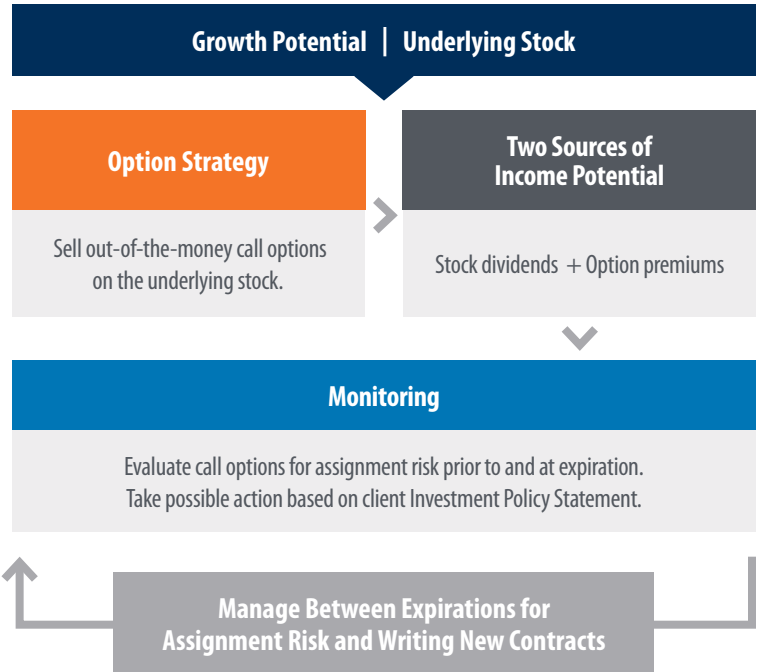 Growth Potential | Underlying Stock
Option Strategy
Sell out-of-the-money call options
on the underlying stock.
Two Sources of
Income Potential
Stock dividends + Option premiums
Monitoring
Evaluate call options for assignment risk prior to and at expiration.
Take possible action based on client Investment Policy Statement.
Manage Between Expirations for
Assignment Risk and Writing New Contracts